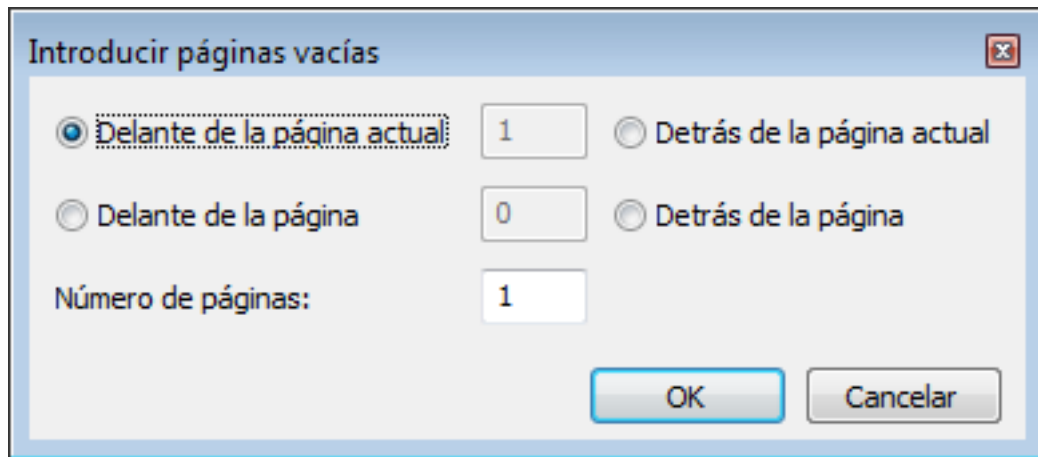 Introducir páginas vacías
Delante de la página actual 1 Detrás de la página actual
Delante de la página 0 Detrás de la página
Número de páginas: 1
OK Cancelar